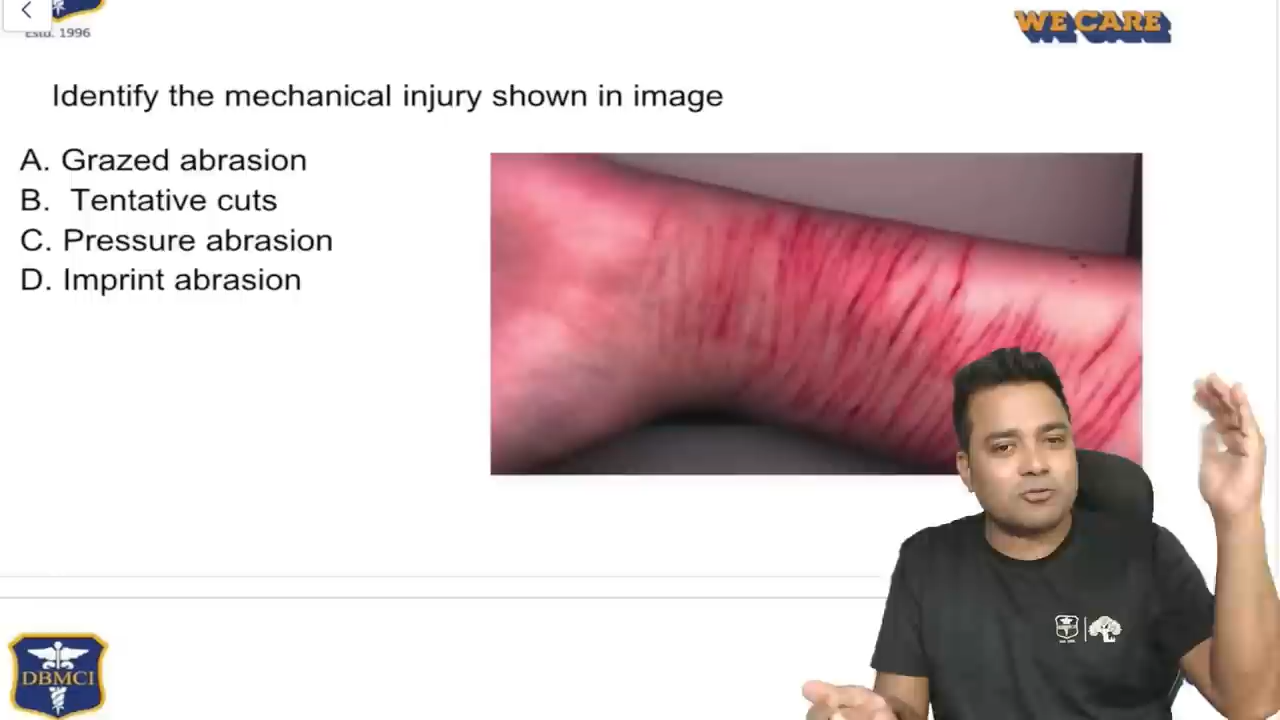 Estd. 1996
WE CARE
Identify the mechanical injury shown in image
A. Grazed abrasion
B. Tentative cuts
C. Pressure abrasion
D. Imprint abrasion
DBMCI